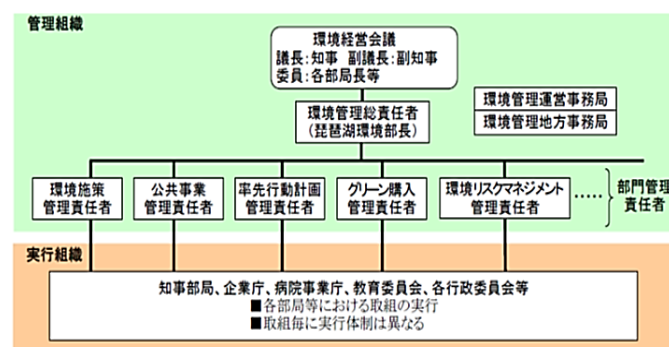 管理組織
環境経営会議
議長:知事 副議長:副知事
委員:各部局長等
環境管理総責任者
(琵琶湖環境部長)
環境管理運営事務局
環境管理地方事務局
環境施策
管理責任者
公共事業
管理責任者
率先行動計画
管理責任者
グリーン購入
管理責任者
環境リスクマネジメント
管理責任者
……
部門管理
責任者
実行組織
知事部局、企業庁、病院事業庁、教育委員会、各行政委員会等
■各部局等における取組の実行
■取組毎に実行体制は異なる